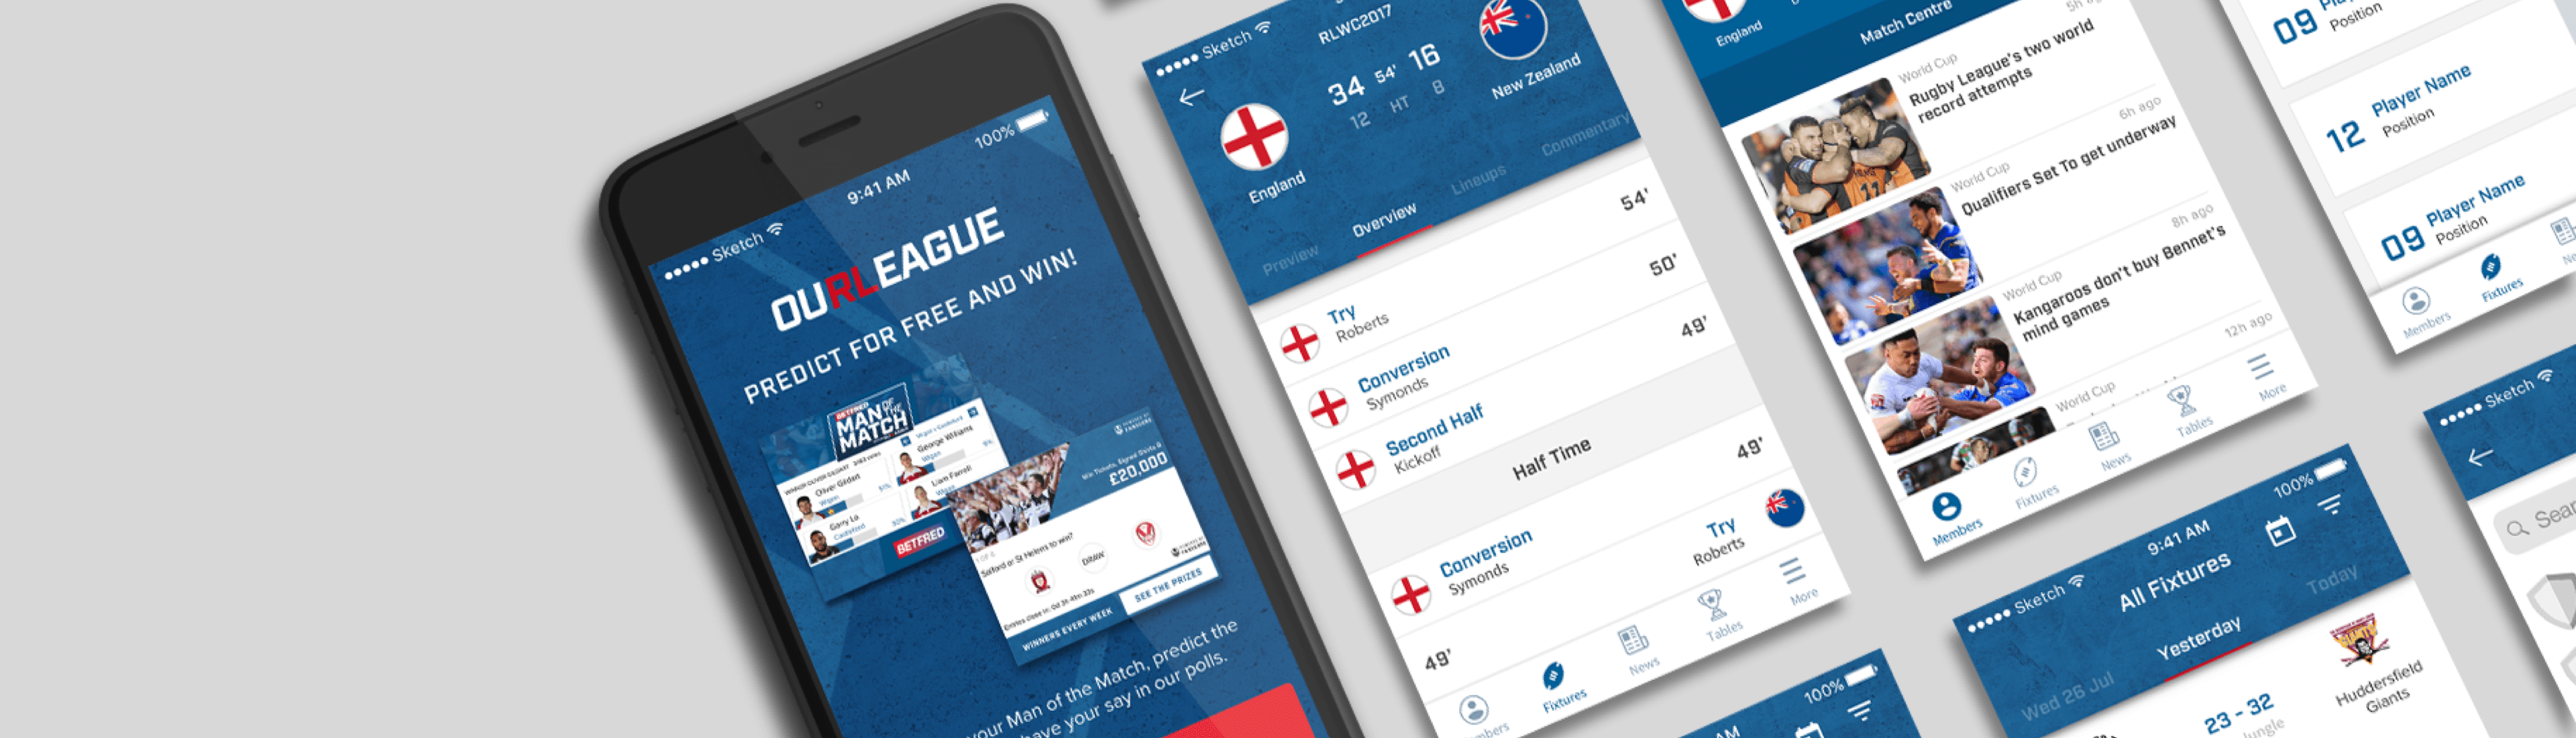 ●●●●● Sketch
9:41 AM
100%
OURLEAGUE
PREDICT FOR FREE AND WIN!
BETFRED
MAN OF THE MATCH
Oliver Gildart
Wigan
George Williams
Wigan
Garry Lo
Castleford
Liam Farrell
Wigan
BETFRED
Win Tickets, Signed Shirts &
£20,000
1 OF 6
Salford or St Helens to win?
DRAW
WINNERS EVERY WEEK
SEE THE PRIZES
your Man of the Match, predict the
have your say in our polls.
●●●●● Sketch
RLWC2017
England
34 54' 16
12 HT 8
New Zealand
Preview
Overview
Lineups
Commentary
54'
Try
Roberts
50'
Conversion
Symonds
49'
Second Half
Kickoff
Half Time
49'
Conversion
Symonds
Try
Roberts
49'
Fixtures
News
Tables
More
100%
England
Match Centre
World Cup
Rugby League's two world
record attempts
6h ago
World Cup
Qualifiers Set To get underway
8h ago
World Cup
Kangaroos don't buy Bennet's
mind games
12h ago
World Cup
Members
Fixtures
News
Tables
More
●●●●● Sketch
9:41 AM
100%
All Fixtures
Wed 26 Jul
Yesterday
Today
23 - 32
Huddersfield
Giants
09
Position
12
Player Name
Position
09
Player Name
Position
Members
Fixtures
●●●●● Sketch